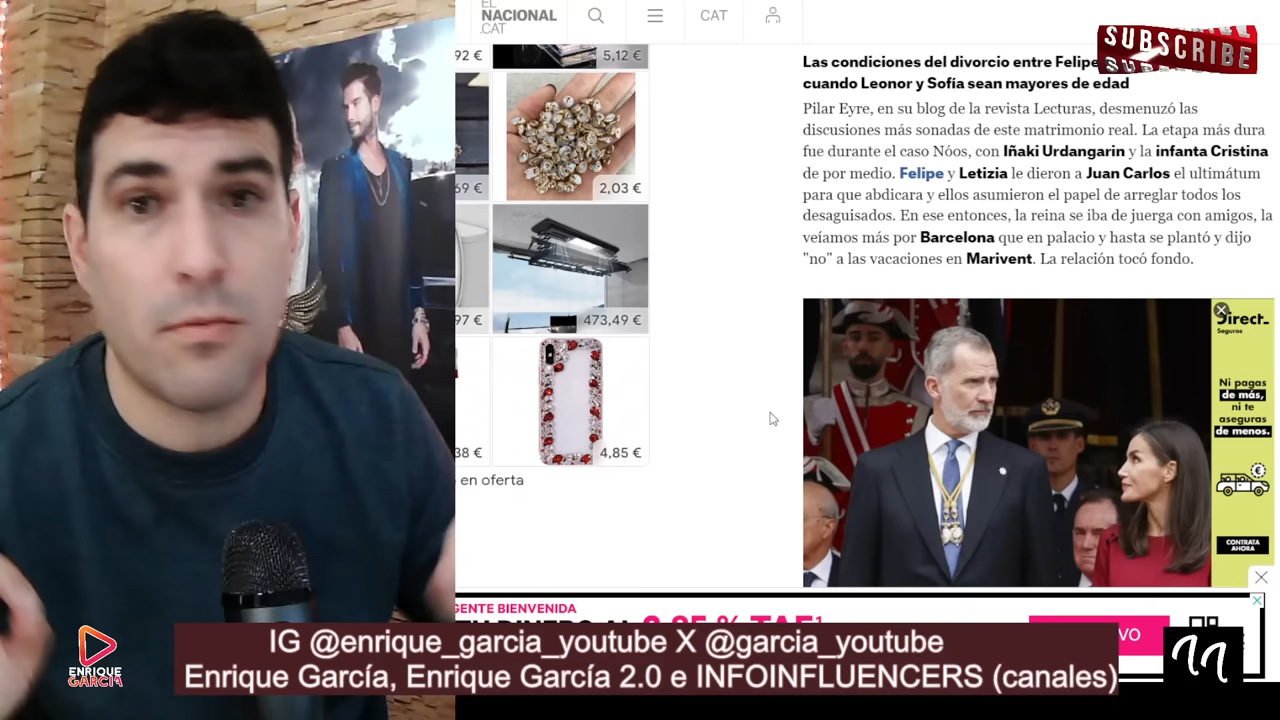 EL
NACIONAL
.CAT
CAT
SUBSCRIBE
92 €
5,12 €
69 €
2,03 €
97 €
473,49 €
38 €
4,85 €
en oferta
Las condiciones del divorcio entre Felipe
cuando Leonor y Sofía sean mayores de edad
Pilar Eyre, en su blog de la revista Lecturas, desmenuzó las
discusiones más sonadas de este matrimonio real. La etapa más dura
fue durante el caso Nóos, con Iñaki Urdangarin y la infanta Cristina
de por medio. Felipe y Letizia le dieron a Juan Carlos el ultimátum
para que abdicara y ellos asumieron el papel de arreglar todos los
desaguisados. En ese entonces, la reina se iba de juerga con amigos, la
veíamos más por Barcelona que en palacio y hasta se plantó y dijo
"no" a las vacaciones en Marivent. La relación tocó fondo.
Direct
Seguros
Ni pagas
de más,
ni te
aseguras
de menos.
CONTRATA
AHORA
GENTE BIENVENIDA
IG @enrique_garcia_youtube X @garcia_youtube
Enrique García, Enrique García 2.0 e INFOINFLUENCERS (canales)
ENRIQUE
GARCÍA